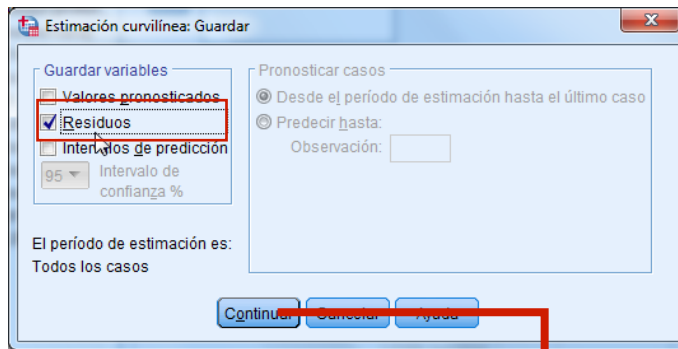 Estimación curvilínea: Guardar
Guardar variables
Valores pronosticados
Residuos
Intervalos de predicción
95
Intervalo de
confianza %
El período de estimación es:
Todos los casos
Pronosticar casos
Desde el período de estimación hasta el último caso
Predecir hasta:
Observación:
Continuar
Cancelar
Ayuda